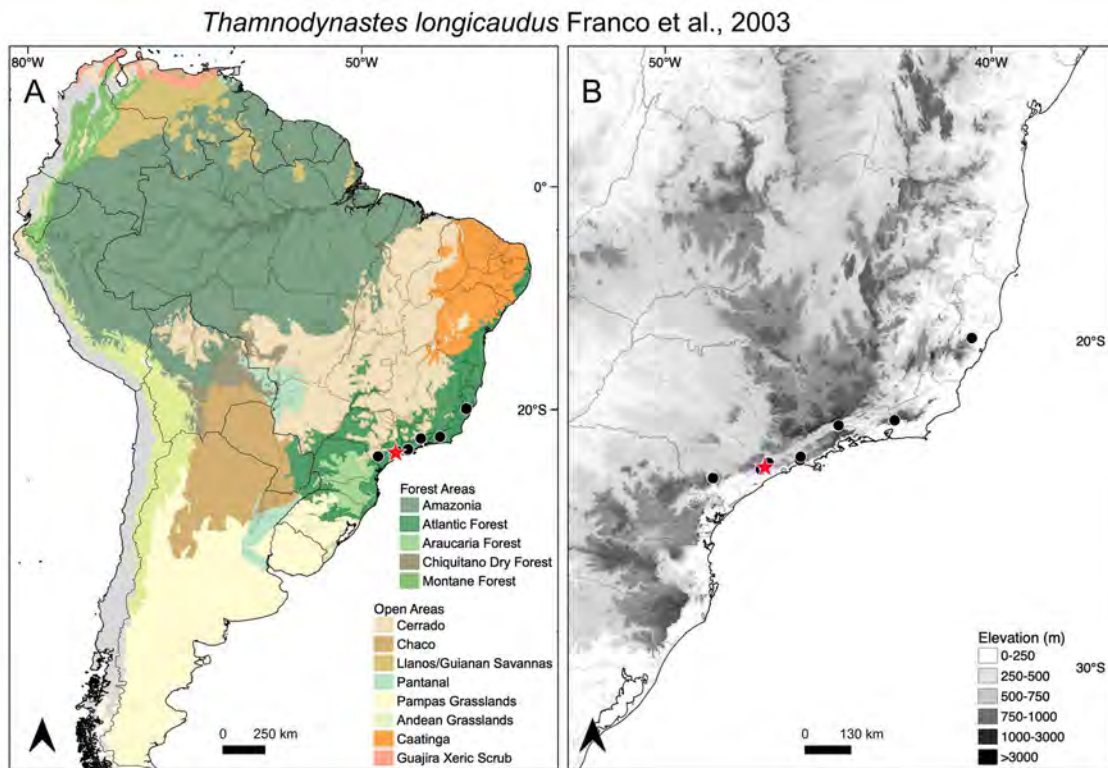 Thamnodynastes longicaudus Franco et al., 2003
80°W
50°W
A
0°
20°S
Forest Areas
Amazonia
Atlantic Forest
Araucaria Forest
Chiquitano Dry Forest
Montane Forest
Open Areas
Cerrado
Chaco
Llanos/Guianan Savannas
Pantanal
Pampas Grasslands
Andean Grasslands
Caatinga
Guajira Xeric Scrub
0 250 km
50°W
40°W
B
20°S
30°S
Elevation (m)
0-250
250-500
500-750
750-1000
1000-3000
>3000
0 130 km